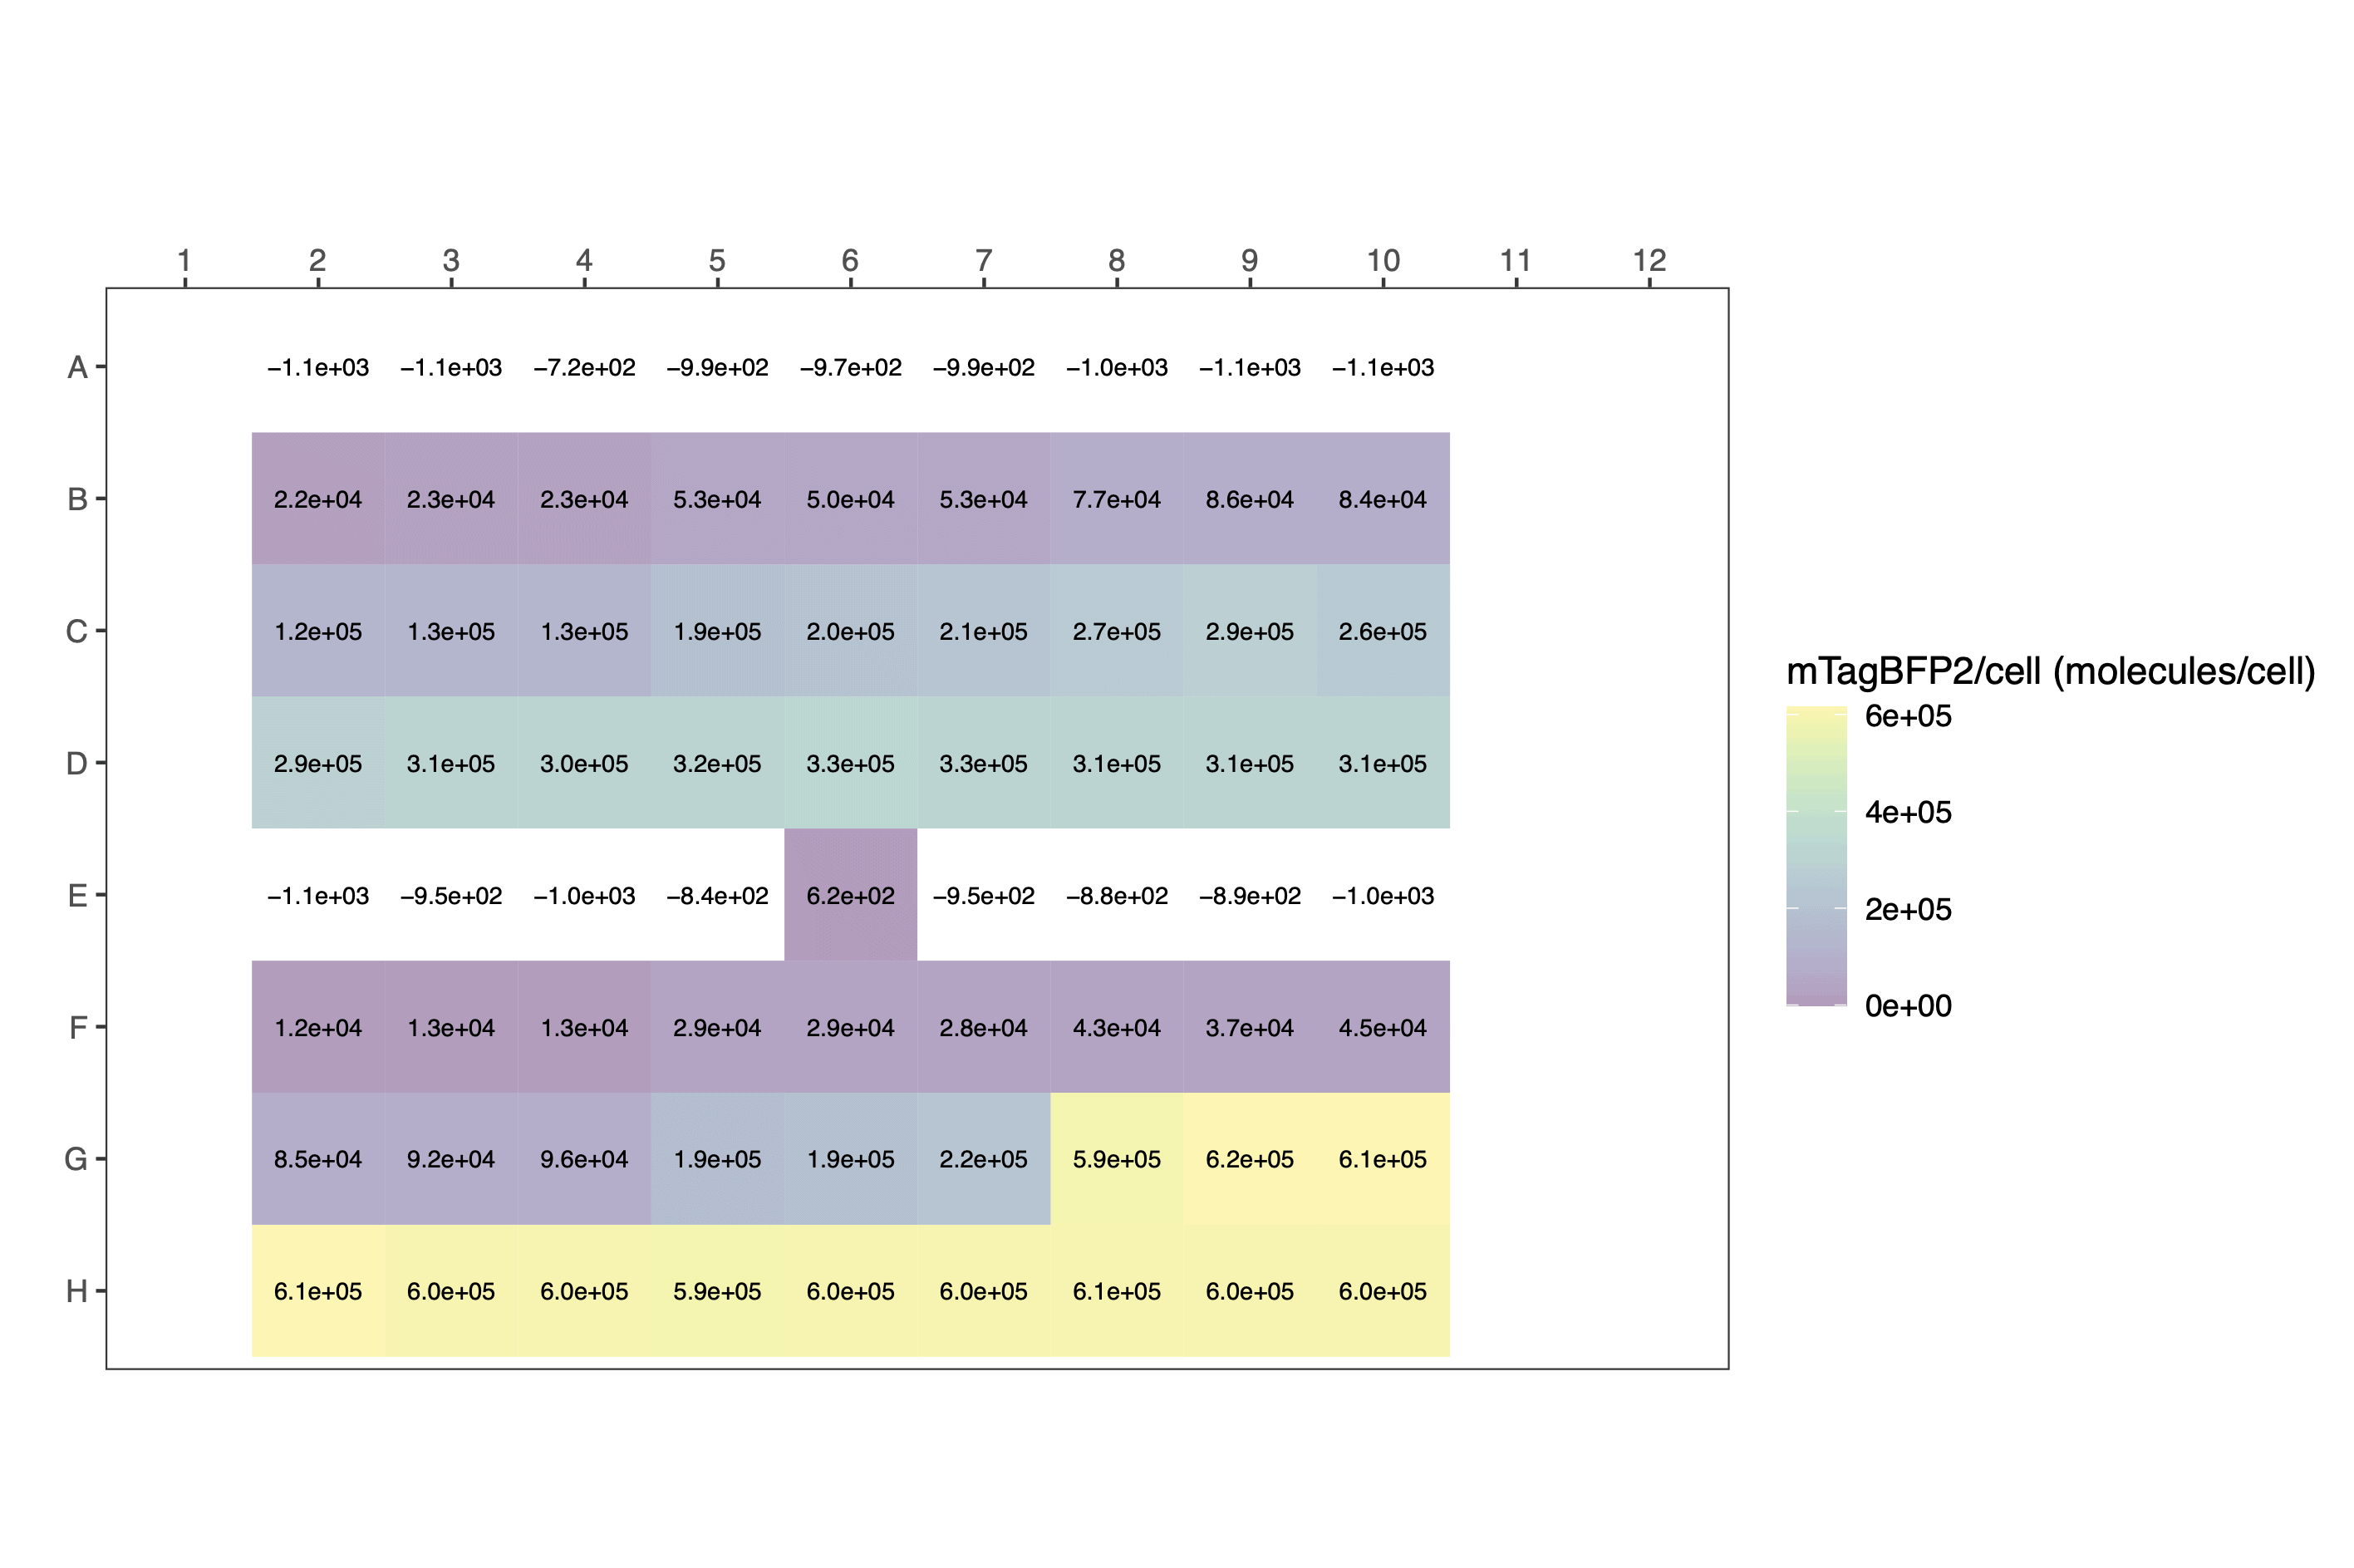 1 2 3 4 5 6 7 8 9 10 11 12
A −1.1e+03 −1.1e+03 −7.2e+02 −9.9e+02 −9.7e+02 −9.9e+02 −1.0e+03 −1.1e+03 −1.1e+03
B 2.2e+04 2.3e+04 2.3e+04 5.3e+04 5.0e+04 5.3e+04 7.7e+04 8.6e+04 8.4e+04
C 1.2e+05 1.3e+05 1.3e+05 1.9e+05 2.0e+05 2.1e+05 2.7e+05 2.9e+05 2.6e+05
D 2.9e+05 3.1e+05 3.0e+05 3.2e+05 3.3e+05 3.3e+05 3.1e+05 3.1e+05 3.1e+05
E −1.1e+03 −9.5e+02 −1.0e+03 −8.4e+02 6.2e+02 −9.5e+02 −8.8e+02 −8.9e+02 −1.0e+03
F 1.2e+04 1.3e+04 1.3e+04 2.9e+04 2.9e+04 2.8e+04 4.3e+04 3.7e+04 4.5e+04
G 8.5e+04 9.2e+04 9.6e+04 1.9e+05 1.9e+05 2.2e+05 5.9e+05 6.2e+05 6.1e+05
H 6.1e+05 6.0e+05 6.0e+05 5.9e+05 6.0e+05 6.0e+05 6.1e+05 6.0e+05 6.0e+05
mTagBFP2/cell (molecules/cell)
6e+05
4e+05
2e+05
0e+00